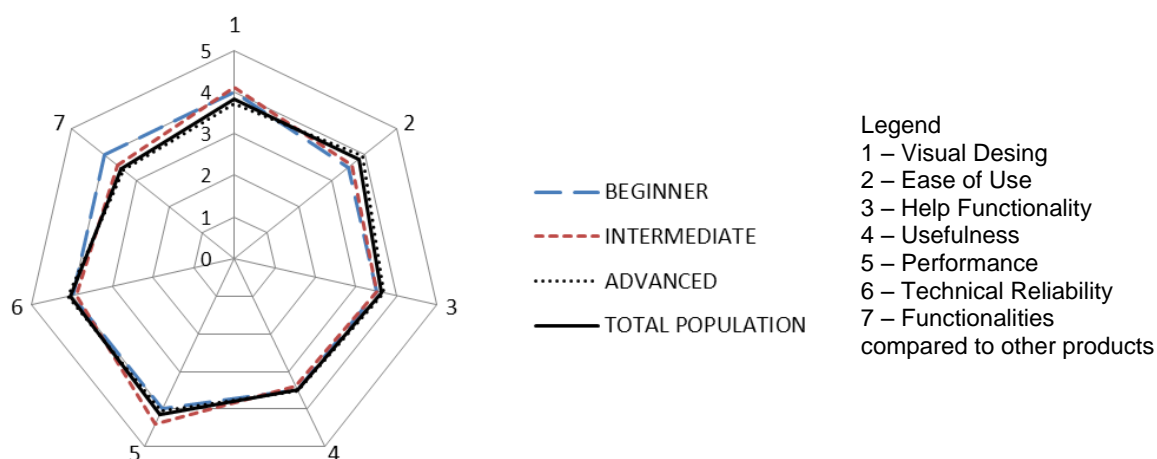 1
5
4
3
2
1
0
2
3
4
5
6
7
BEGINNER
INTERMEDIATE
ADVANCED
TOTAL POPULATION
Legend
1 – Visual Desing
2 – Ease of Use
3 – Help Functionality
4 – Usefulness
5 – Performance
6 – Technical Reliability
7 – Functionalities
compared to other products